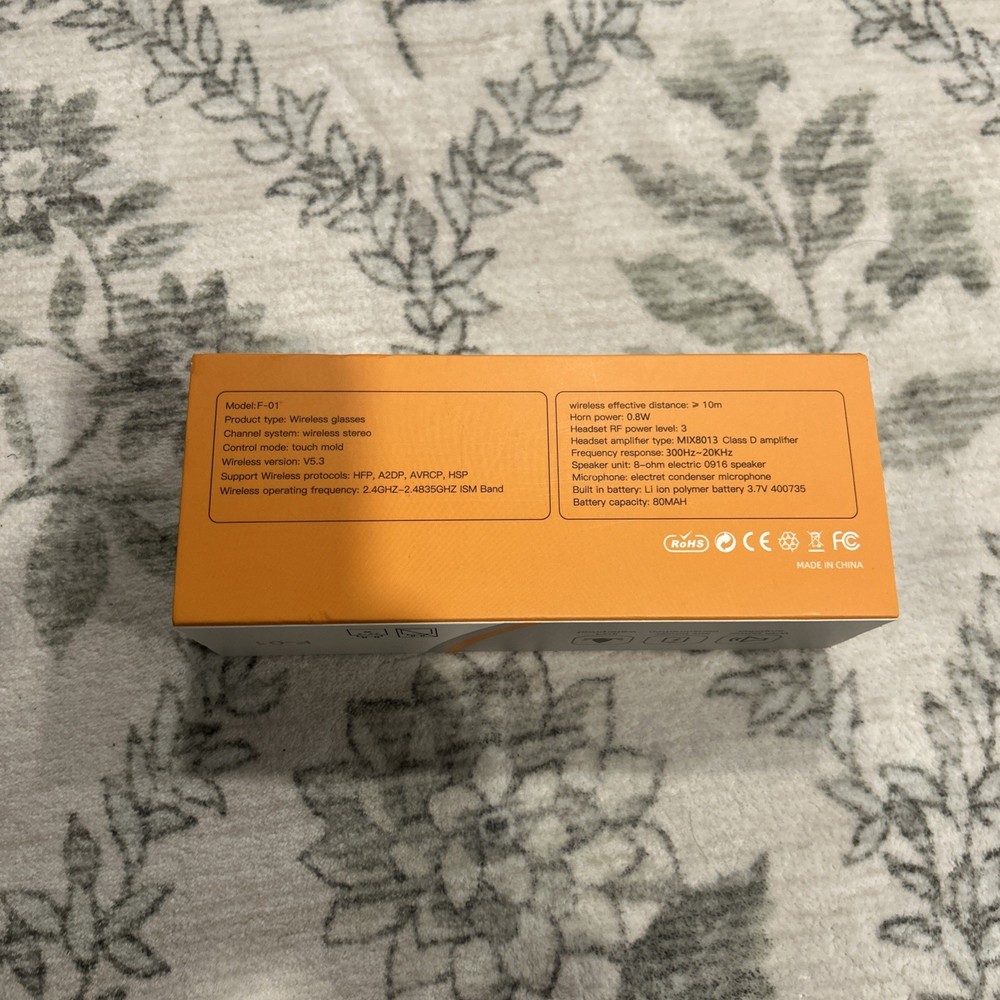 Model:F-01
Product type: Wireless glasses
Channel system: wireless stereo
Control mode: touch mold
Wireless version: V5.3
Support Wireless protocols: HFP, A2DP, AVRCP, HSP
Wireless operating frequency: 2.4GHZ-2.4835GHZ ISM Band
wireless effective distance: ⩾ 10m
Horn power: 0.8W
Headset RF power level: 3
Headset amplifier type: MIX8013 Class D amplifier
Frequency response: 300Hz~20KHz
Speaker unit: 8-ohm electric 0916 speaker
Microphone: electret condenser microphone
Built in battery: Li ion polymer battery 3.7V 400735
Battery capacity: 80MAH
RoHS CE FC
MADE IN CHINA
F-01